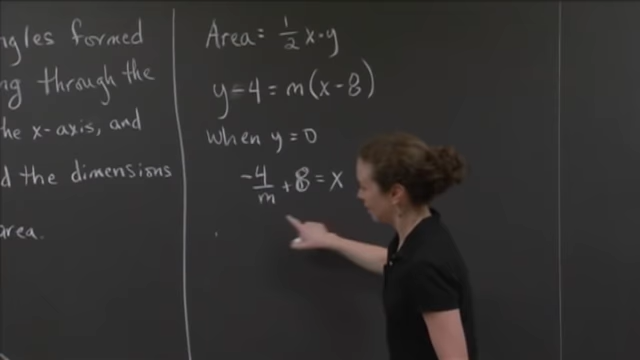 ngles formed
ng through the
he x-axis, and
d the dimensions
area.
Area = 1/2 x·y
y-4 = m(x-8)
when y=0
-4/m + 8 = x